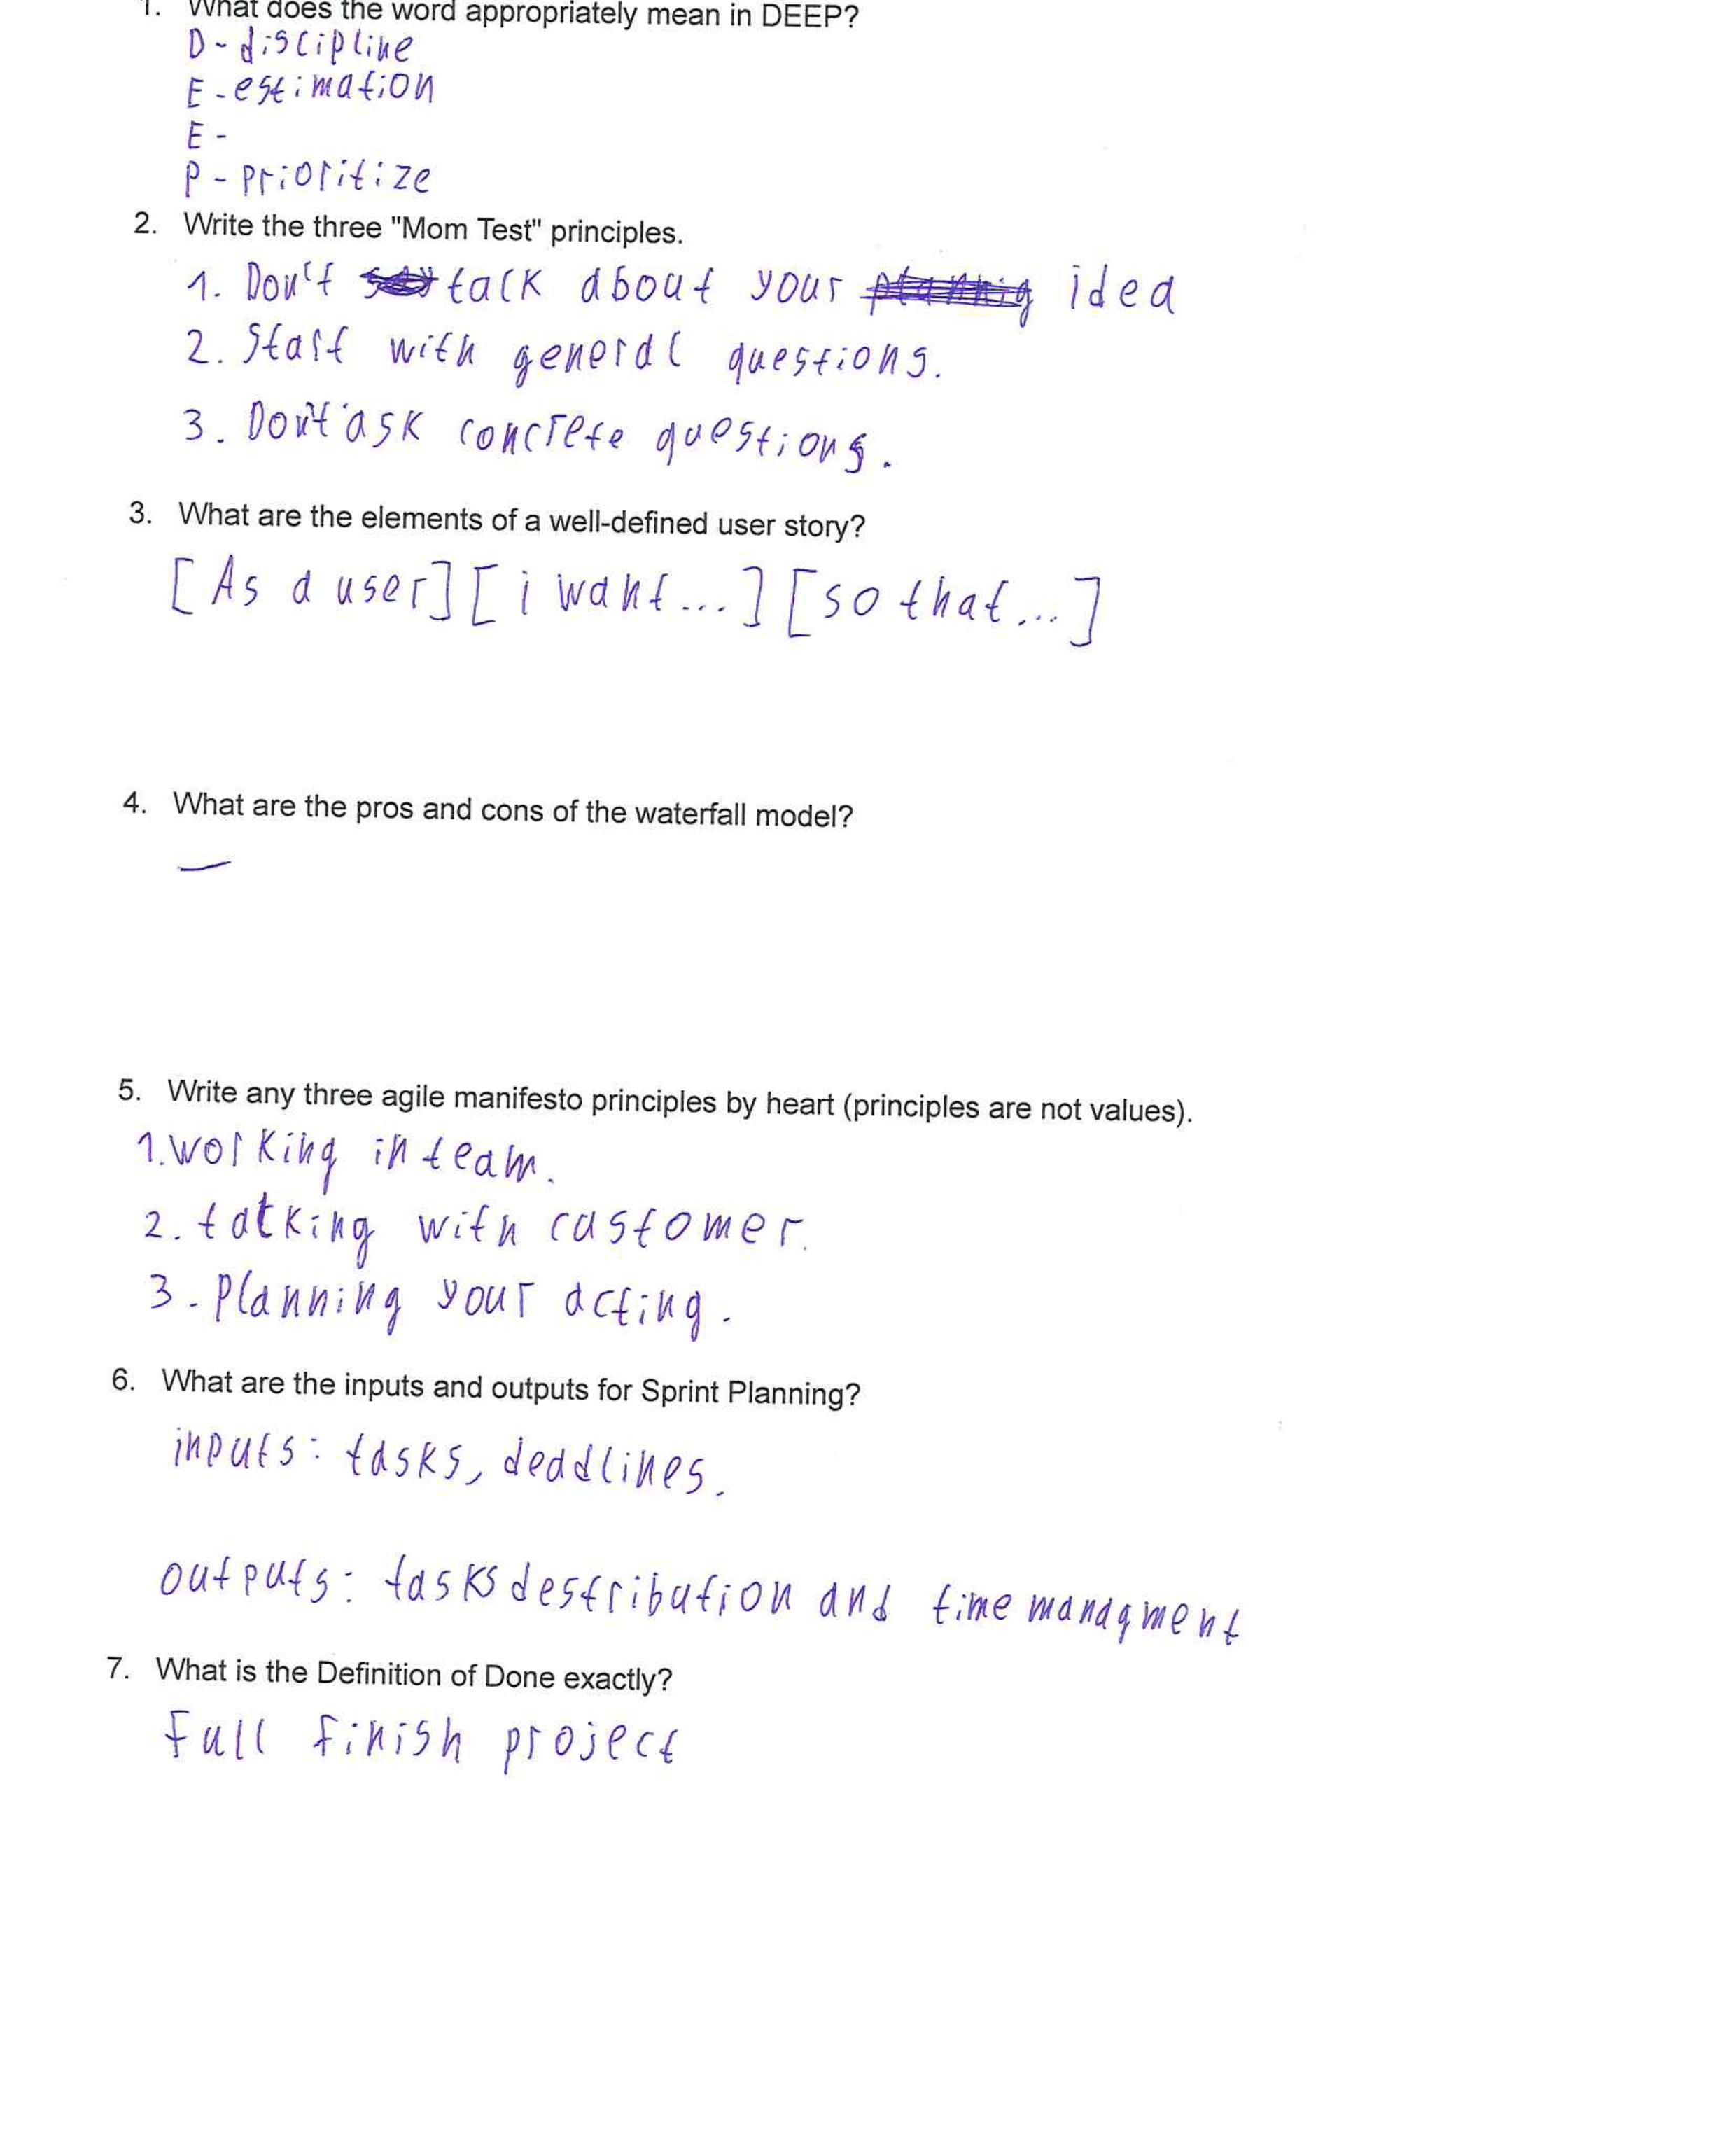 1. What does the word appropriately mean in DEEP?
D - discipline
E - estimation
E -
P - prioritize
2. Write the three "Mom Test" principles.
1. Don't talk about your idea
2. Start with general questions.
3. Don't ask concrete questions.
3. What are the elements of a well-defined user story?
[As a user] [i want...] [so that...]
4. What are the pros and cons of the waterfall model?
—
5. Write any three agile manifesto principles by heart (principles are not values).
1. working in team.
2. talking with customer.
3. Planning your acting.
6. What are the inputs and outputs for Sprint Planning?
inputs: tasks, deadlines.
outputs: tasks destribution and time managment
7. What is the Definition of Done exactly?
Full finish project